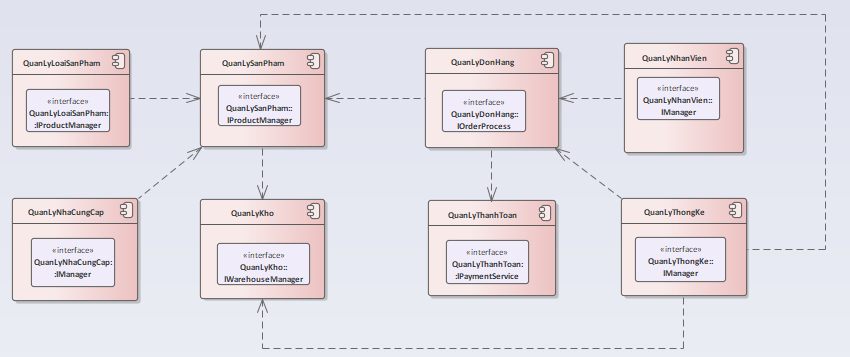 QuanLyLoaiSanPham
«interface»
QuanLyLoaiSanPham:
:IProductManager
QuanLySanPham
«interface»
QuanLySanPham::
IProductManager
QuanLyDonHang
«interface»
QuanLyDonHang::
IOrderProcess
QuanLyNhanVien
«interface»
QuanLyNhanVien::
IManager
QuanLyNhaCungCap
«interface»
QuanLyNhaCungCap:
:IManager
QuanLyKho
«interface»
QuanLyKho::
IWarehouseManager
QuanLyThanhToan
«interface»
QuanLyThanhToan:
:IPaymentService
QuanLyThongKe
«interface»
QuanLyThongKe::
IManager